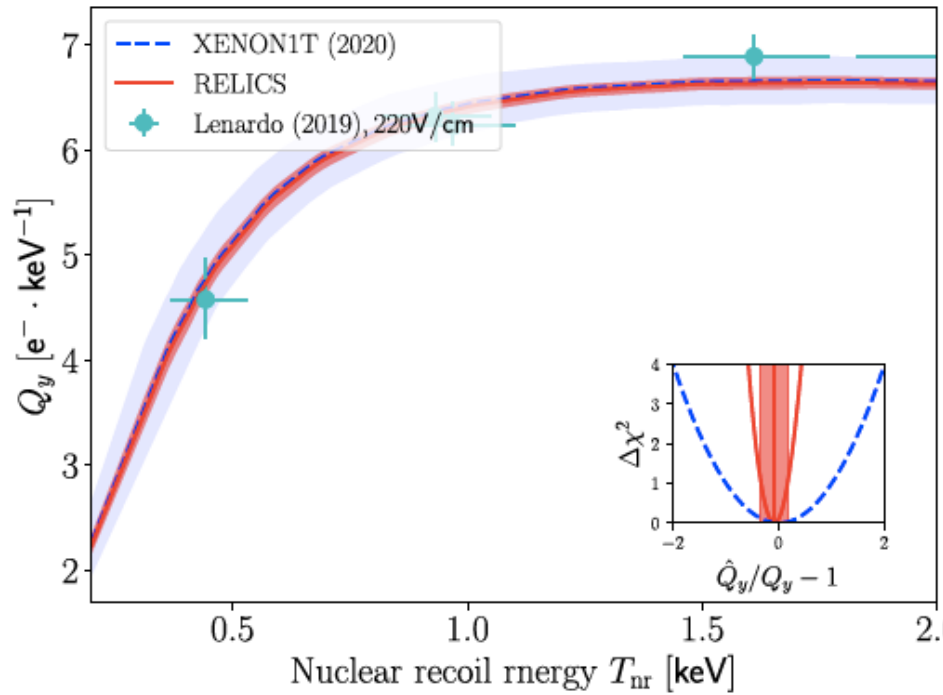 XENON1T (2020)
RELICS
Lenardo (2019), 220V/cm
7
6
5
4
3
2
Q_y [e⁻ · keV⁻¹]
0.5 1.0 1.5 2.0
Nuclear recoil rnergy T_nr [keV]
4
3
2
1
0
Δχ²
−2 0 2
Q̂_y/Q_y − 1